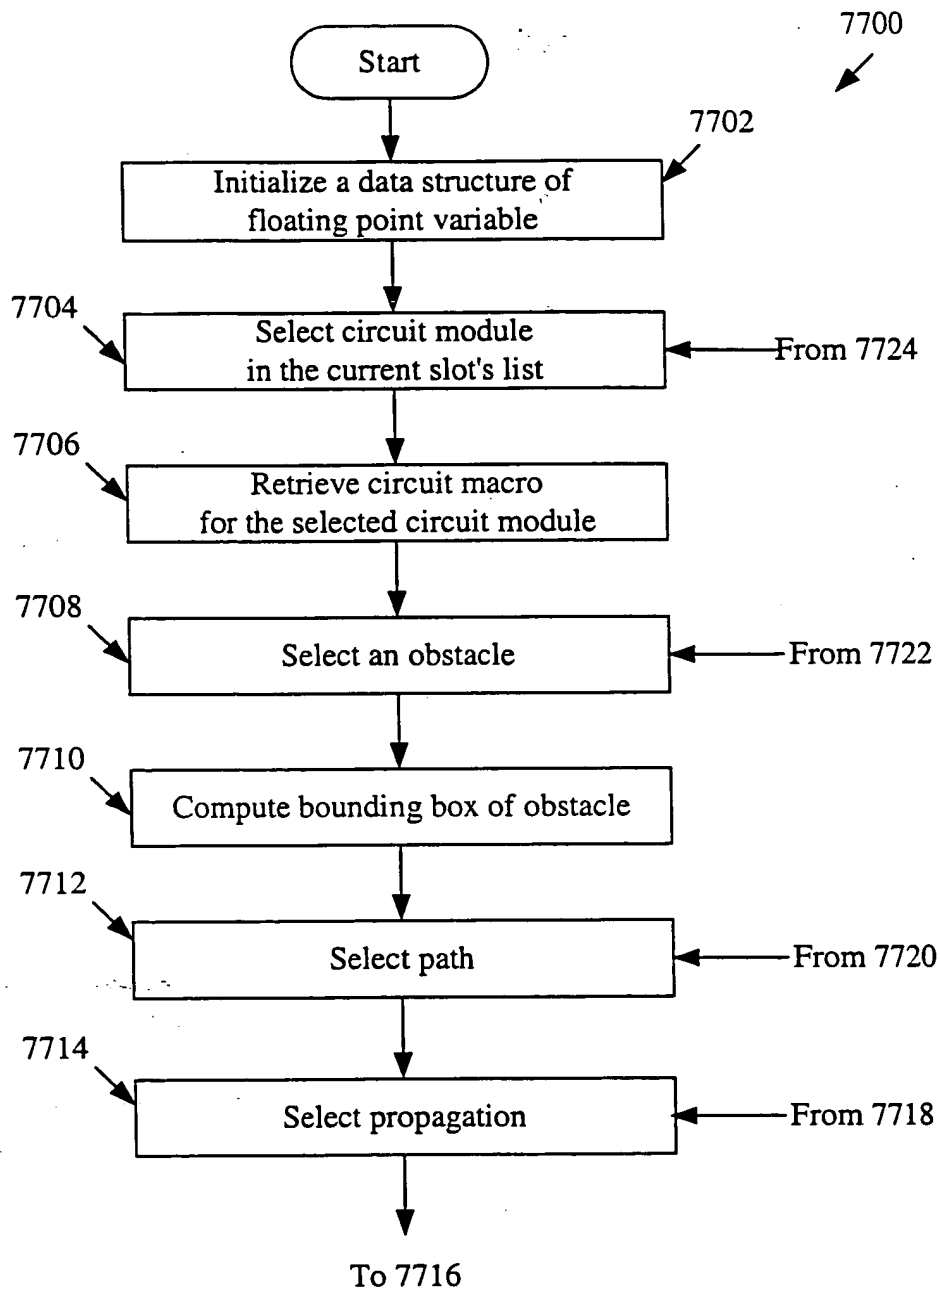 7700
Start
7702
Initialize a data structure of
floating point variable
7704
Select circuit module
in the current slot's list
From 7724
7706
Retrieve circuit macro
for the selected circuit module
7708
Select an obstacle
From 7722
7710
Compute bounding box of obstacle
7712
Select path
From 7720
7714
Select propagation
From 7718
To 7716